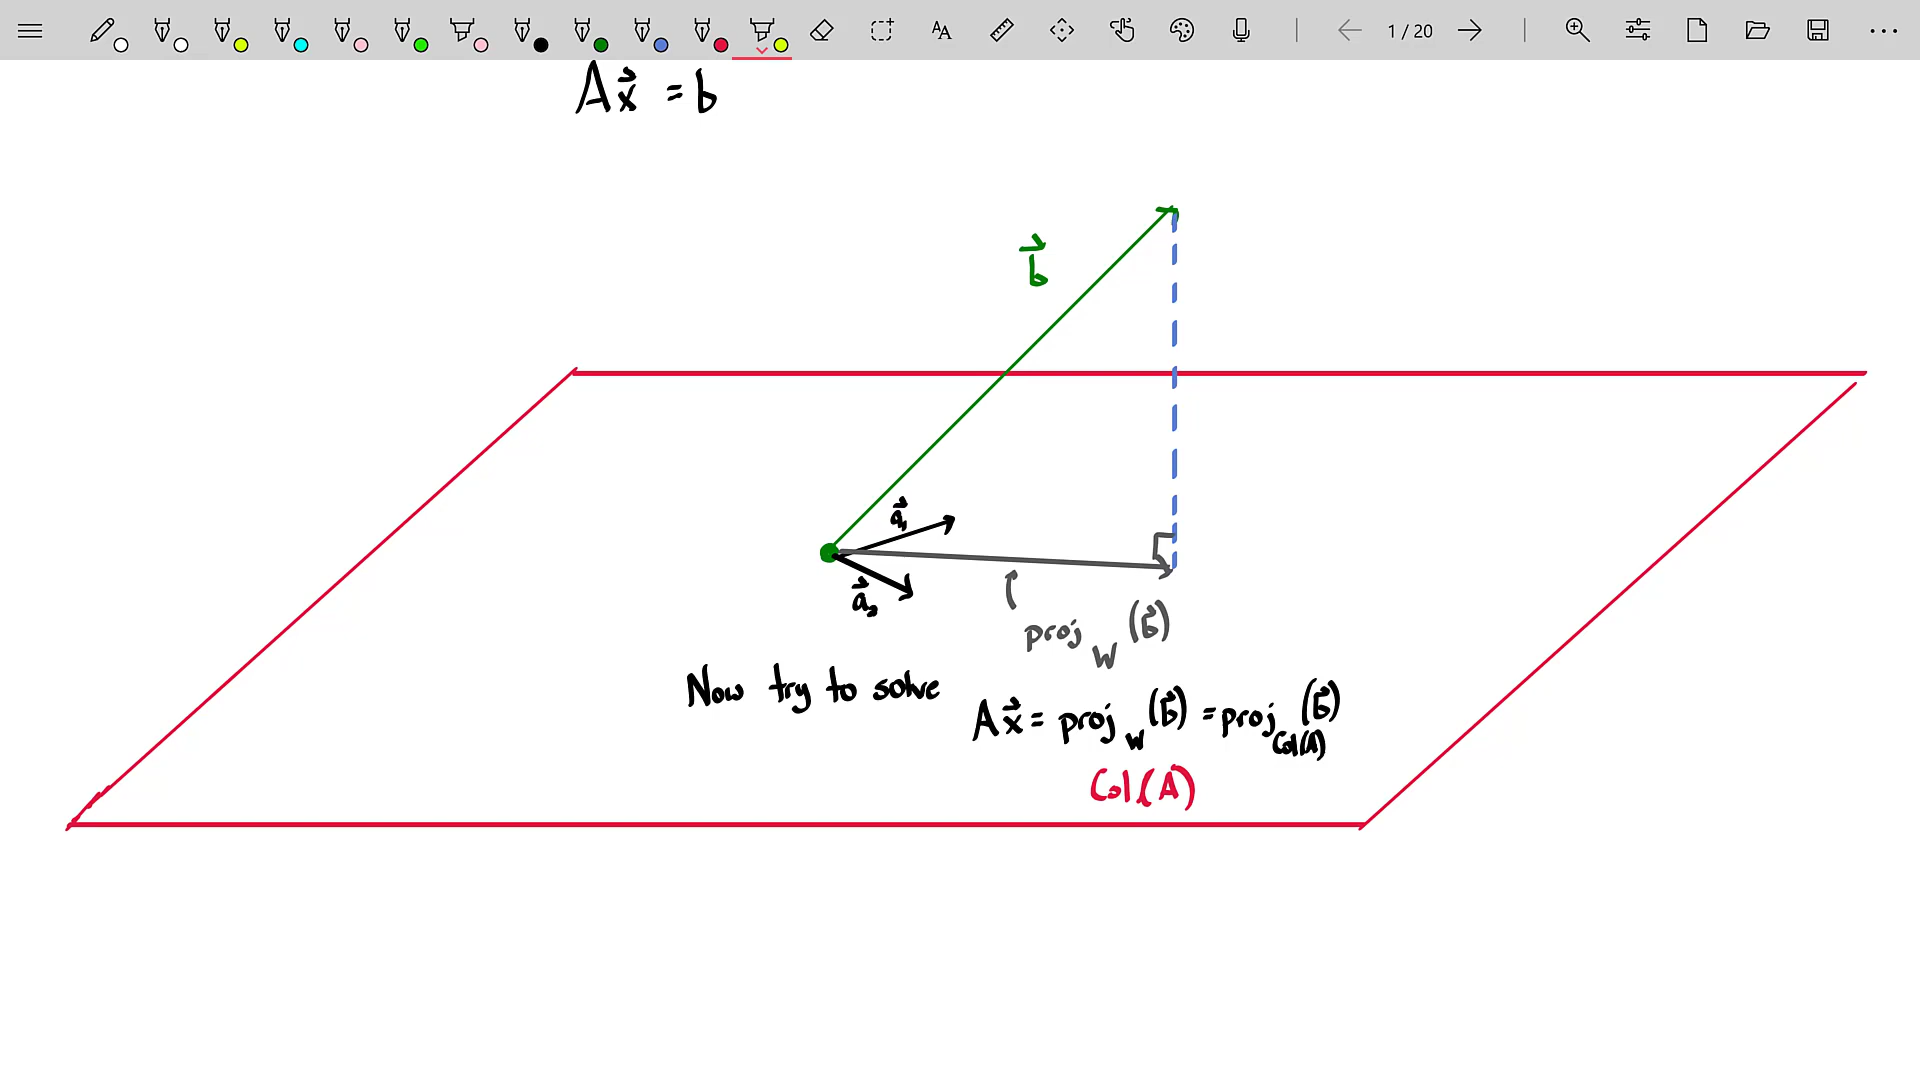 1 / 20
Ax⃗ = b
b⃗
a⃗₁
a⃗₂
proj_W (b⃗)
Now try to solve
Ax⃗ = proj_W (b⃗) = proj_Col(A) (b⃗)
Col(A)